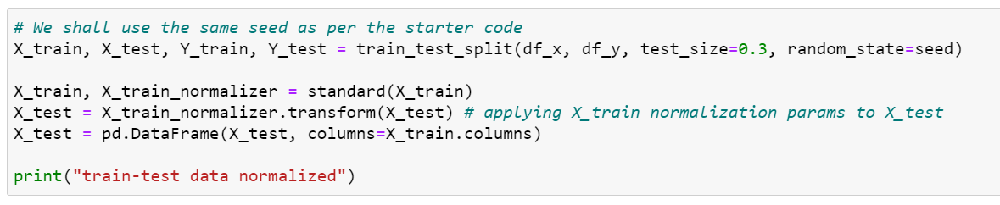 # We shall use the same seed as per the starter code
X_train, X_test, Y_train, Y_test = train_test_split(df_x, df_y, test_size=0.3, random_state=seed)
X_train, X_train_normalizer = standard(X_train)
X_test = X_train_normalizer.transform(X_test) # applying X_train normalization params to X_test
X_test = pd.DataFrame(X_test, columns=X_train.columns)
print("train-test data normalized")